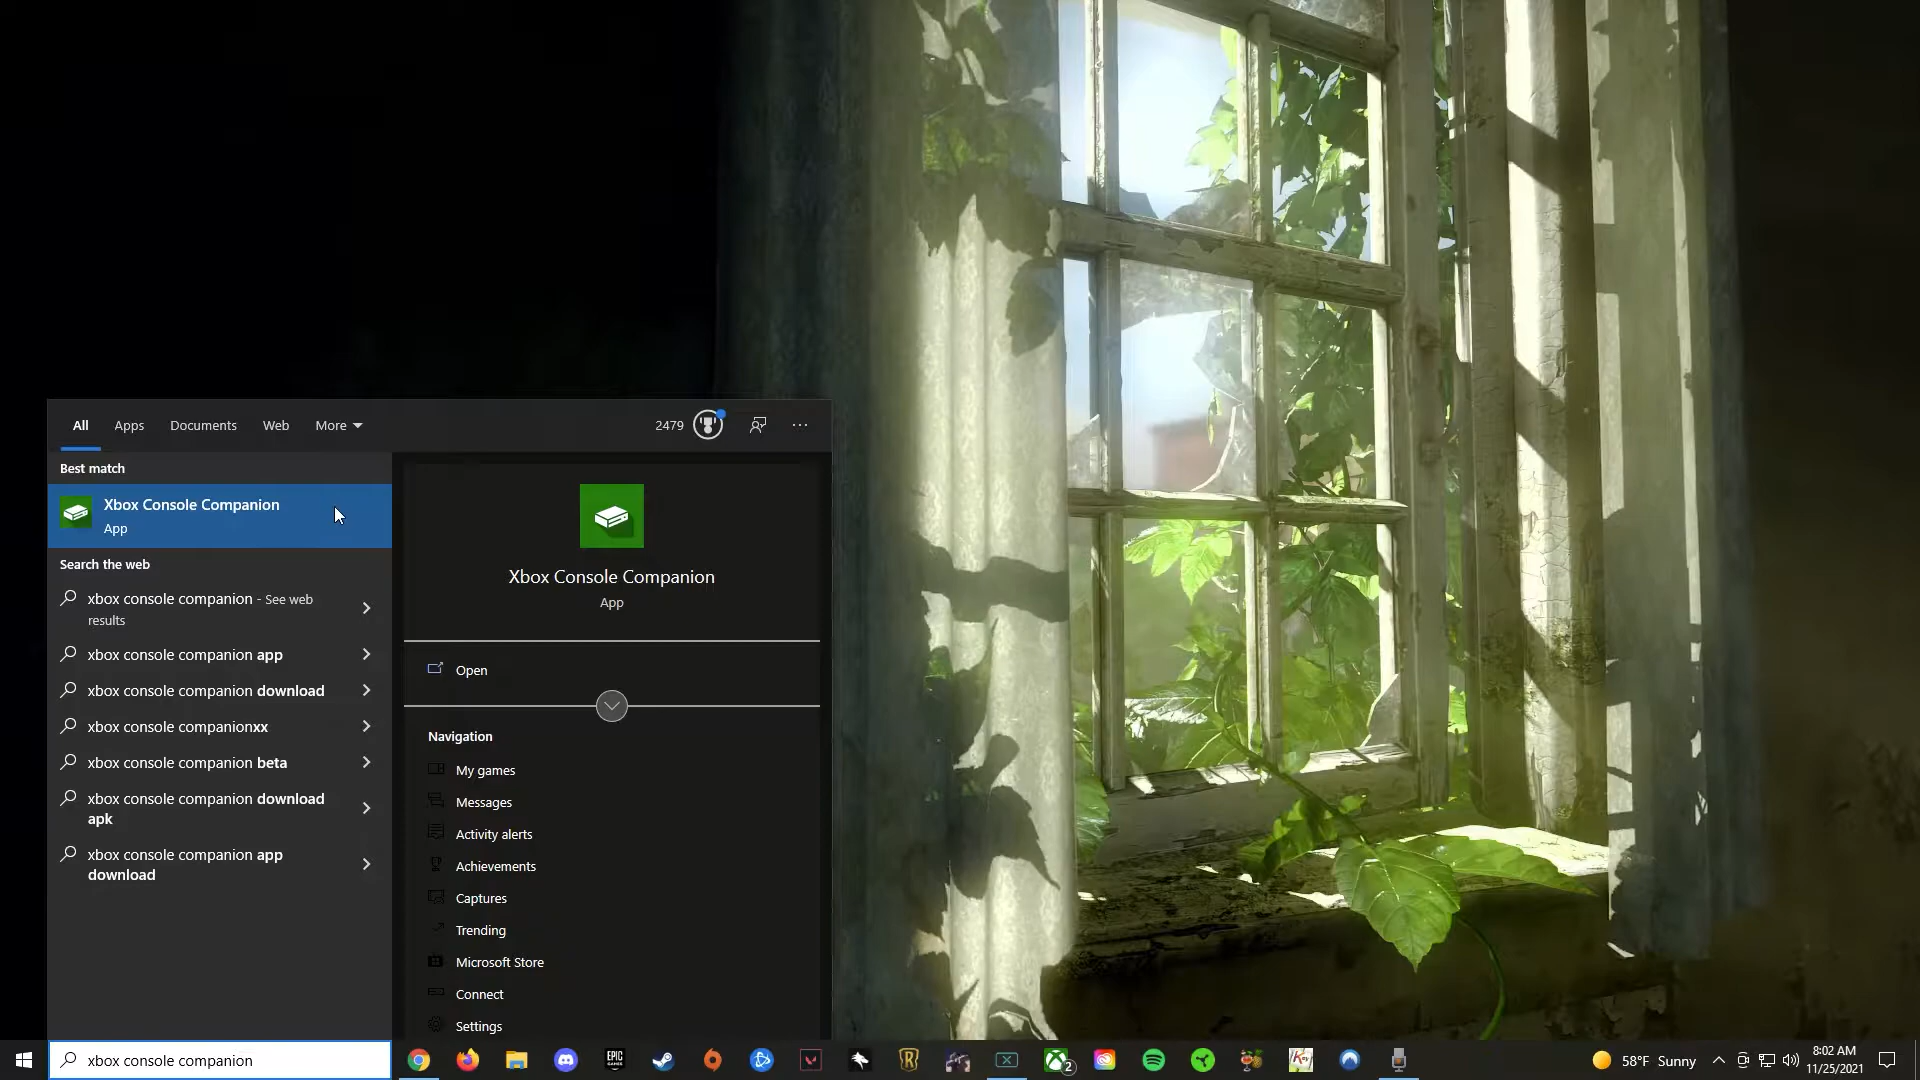 All Apps Documents Web More 2479
Best match
Xbox Console Companion
App
Search the web
xbox console companion - See web
results
xbox console companion app
xbox console companion download
xbox console companionxx
xbox console companion beta
xbox console companion download
apk
xbox console companion app
download
Xbox Console Companion
App
Open
Navigation
My games
Messages
Activity alerts
Achievements
Captures
Trending
Microsoft Store
Connect
Settings
xbox console companion
EPIC
GAMES
R
2
58°F Sunny
8:02 AM
11/25/2021